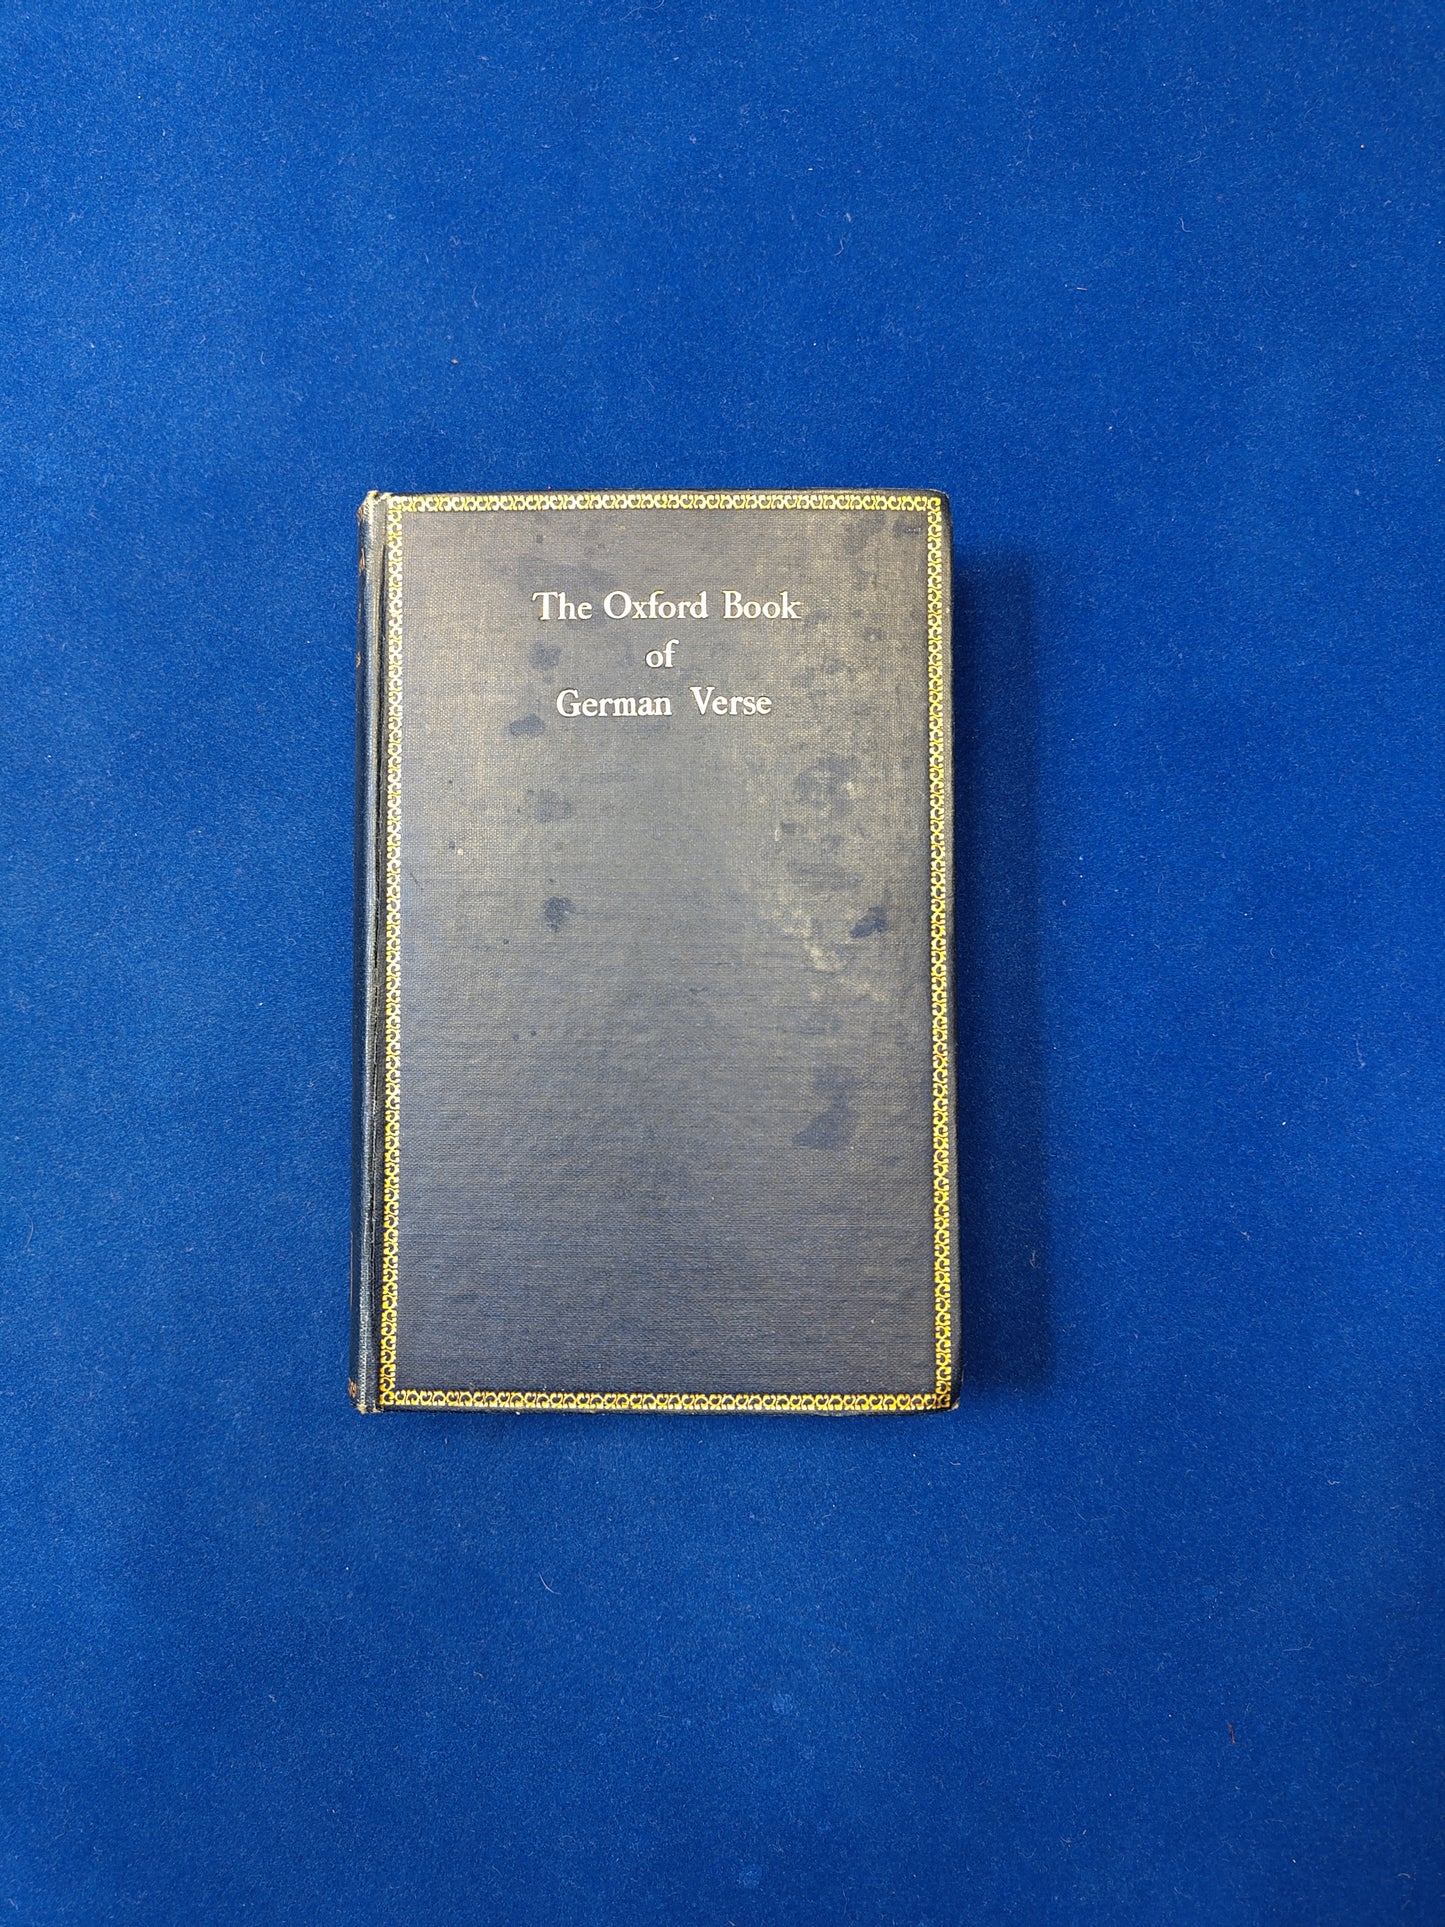 The Oxford Book
of
German Verse